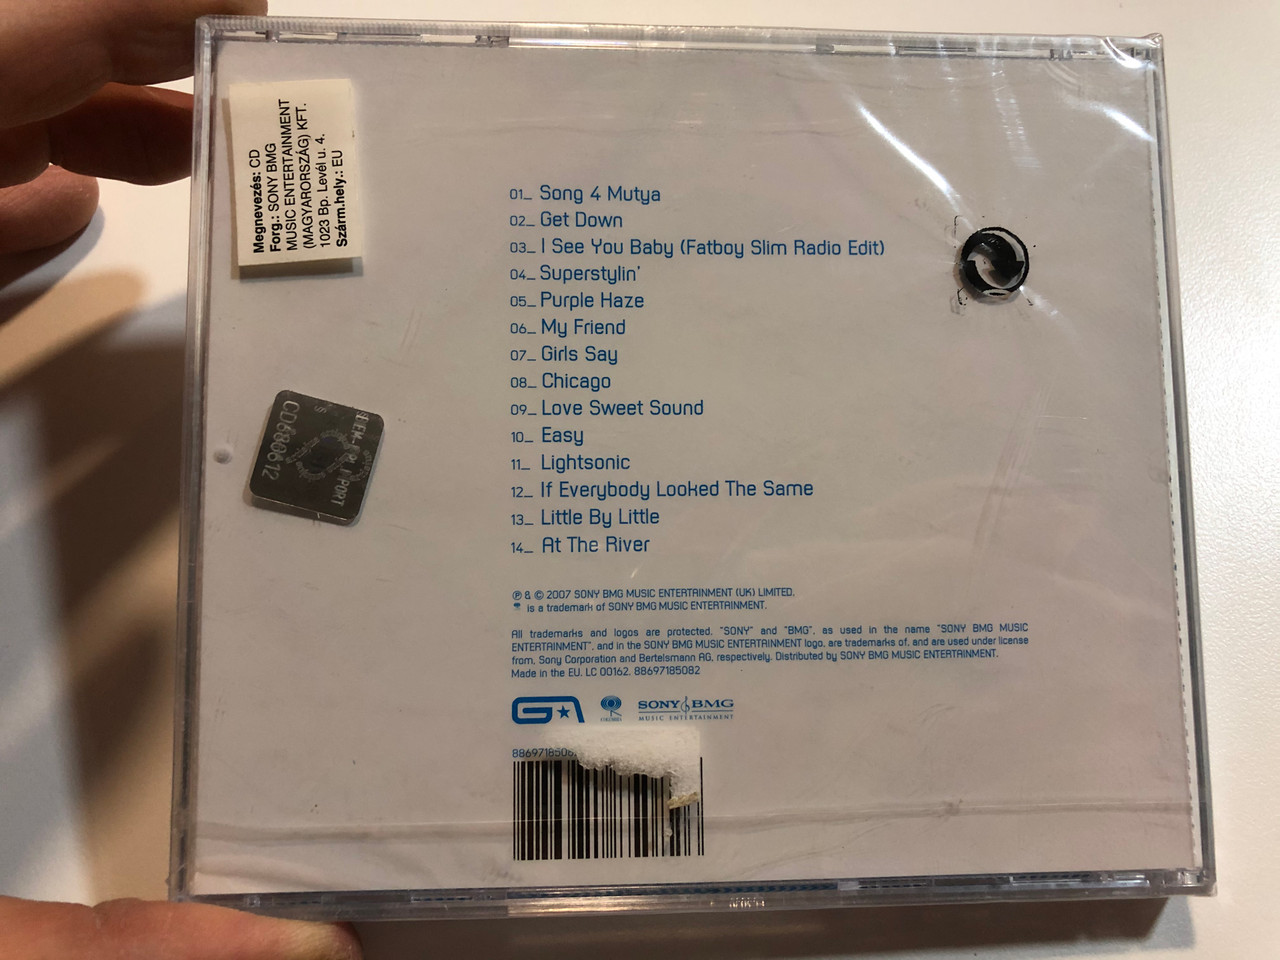 Megnevezés: CD
Forg.: SONY BMG
MUSIC ENTERTAINMENT
(MAGYARORSZÁG) KFT.
1023 Bp. Levél u. 4.
Szárm.hely.: EU
01_ Song 4 Mutya
02_ Get Down
03_ I See You Baby (Fatboy Slim Radio Edit)
04_ Superstylin'
05_ Purple Haze
06_ My Friend
07_ Girls Say
08_ Chicago
09_ Love Sweet Sound
10_ Easy
11_ Lightsonic
12_ If Everybody Looked The Same
13_ Little By Little
14_ At The River
CD680612
℗ & © 2007 SONY BMG MUSIC ENTERTAINMENT (UK) LIMITED.
is a trademark of SONY BMG MUSIC ENTERTAINMENT.
All trademarks and logos are protected. "SONY" and "BMG", as used in the name "SONY BMG MUSIC
ENTERTAINMENT", and in the SONY BMG MUSIC ENTERTAINMENT logo, are trademarks of, and are used under license
from, Sony Corporation and Bertelsmann AG, respectively. Distributed by SONY BMG MUSIC ENTERTAINMENT.
Made in the EU. LC 00162. 88697185082
GA
COLUMBIA
SONY BMG
MUSIC ENTERTAINMENT
886971850